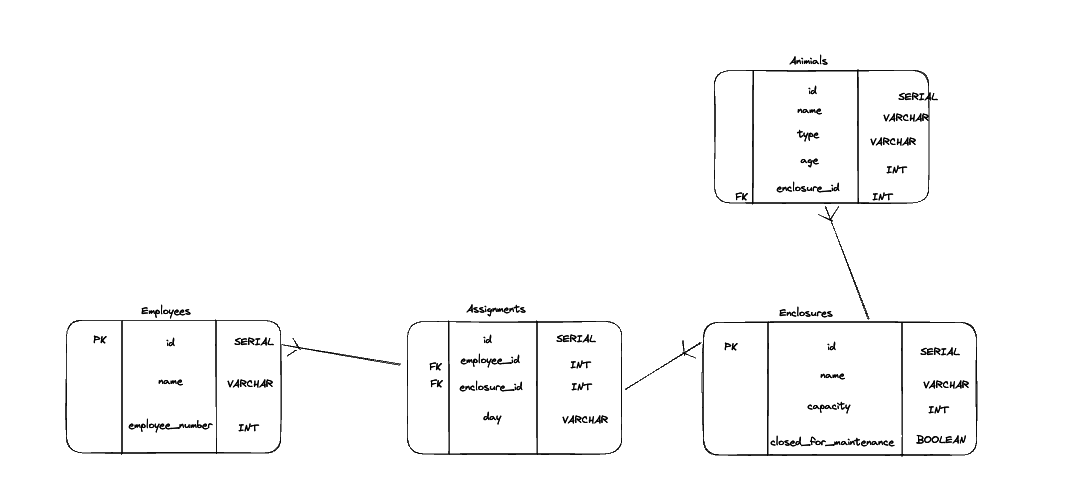 Animials
id SERIAL
name VARCHAR
type VARCHAR
age INT
FK enclosure_id INT
Employees
PK id SERIAL
name VARCHAR
employee_number INT
Assignments
id SERIAL
FK employee_id INT
FK enclosure_id INT
day VARCHAR
Enclosures
PK id SERIAL
name VARCHAR
capacity INT
closed_for_maintenance BOOLEAN